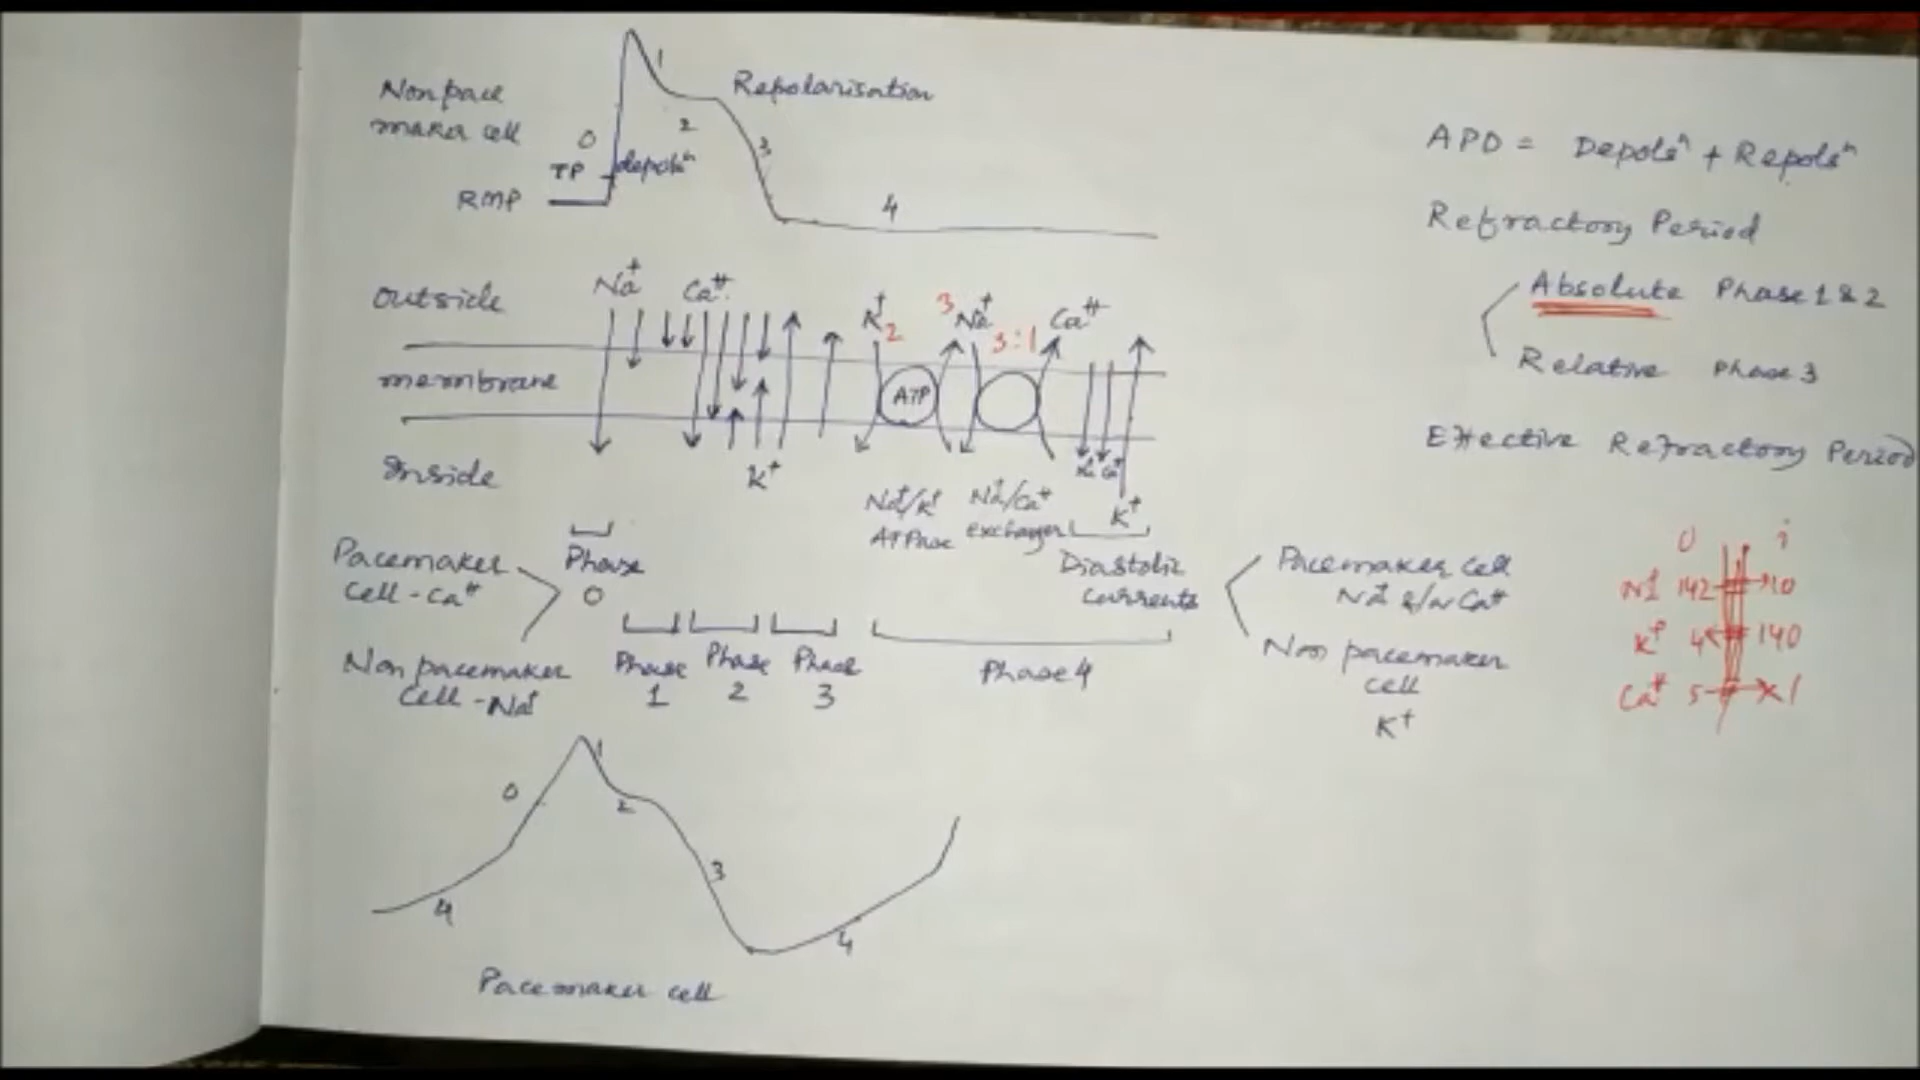 Non pace
maker cell
0
TP
RMP
depolⁿ
1
2
Repolarisation
3
4
APD = Depolsⁿ + Repolsⁿ
Refractory Period
Absolute Phase 1 & 2
Relative Phase 3
Effective Refractory Period
Outside
Na⁺
Ca⁺⁺
K⁺
2
3
Na⁺
3:1
Ca⁺⁺
membrane
ATP
Inside
K⁺
Na⁺/K⁺
ATPase
Na⁺/Ca⁺⁺
exchanger
K⁺
Diastolic
currents
Pacemaker
cell - Ca⁺⁺
Non pacemaker
cell - Na⁺
Phase
0
Phase
1
Phase
2
Phase
3
Phase 4
Pacemaker cell
Na⁺ &/or Ca⁺⁺
Non pacemaker
cell
K⁺
0 i
Na⁺ 142 10
K⁺ 4 140
Ca⁺⁺ 5 <1
4
0
1
2
3
4
Pacemaker cell